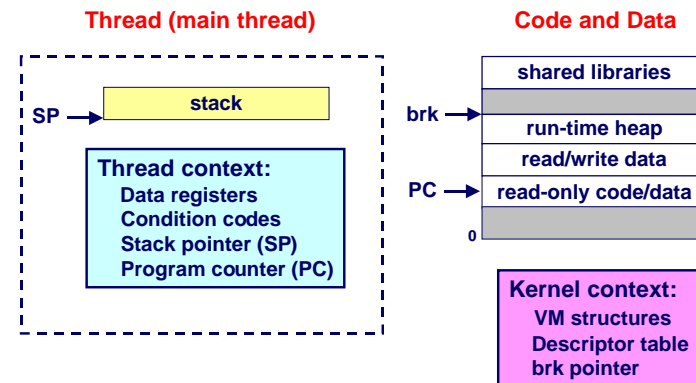 Thread (main thread)
stack
SP
Thread context:
Data registers
Condition codes
Stack pointer (SP)
Program counter (PC)
Code and Data
shared libraries
brk
run-time heap
read/write data
PC
read-only code/data
0
Kernel context:
VM structures
Descriptor table
brk pointer